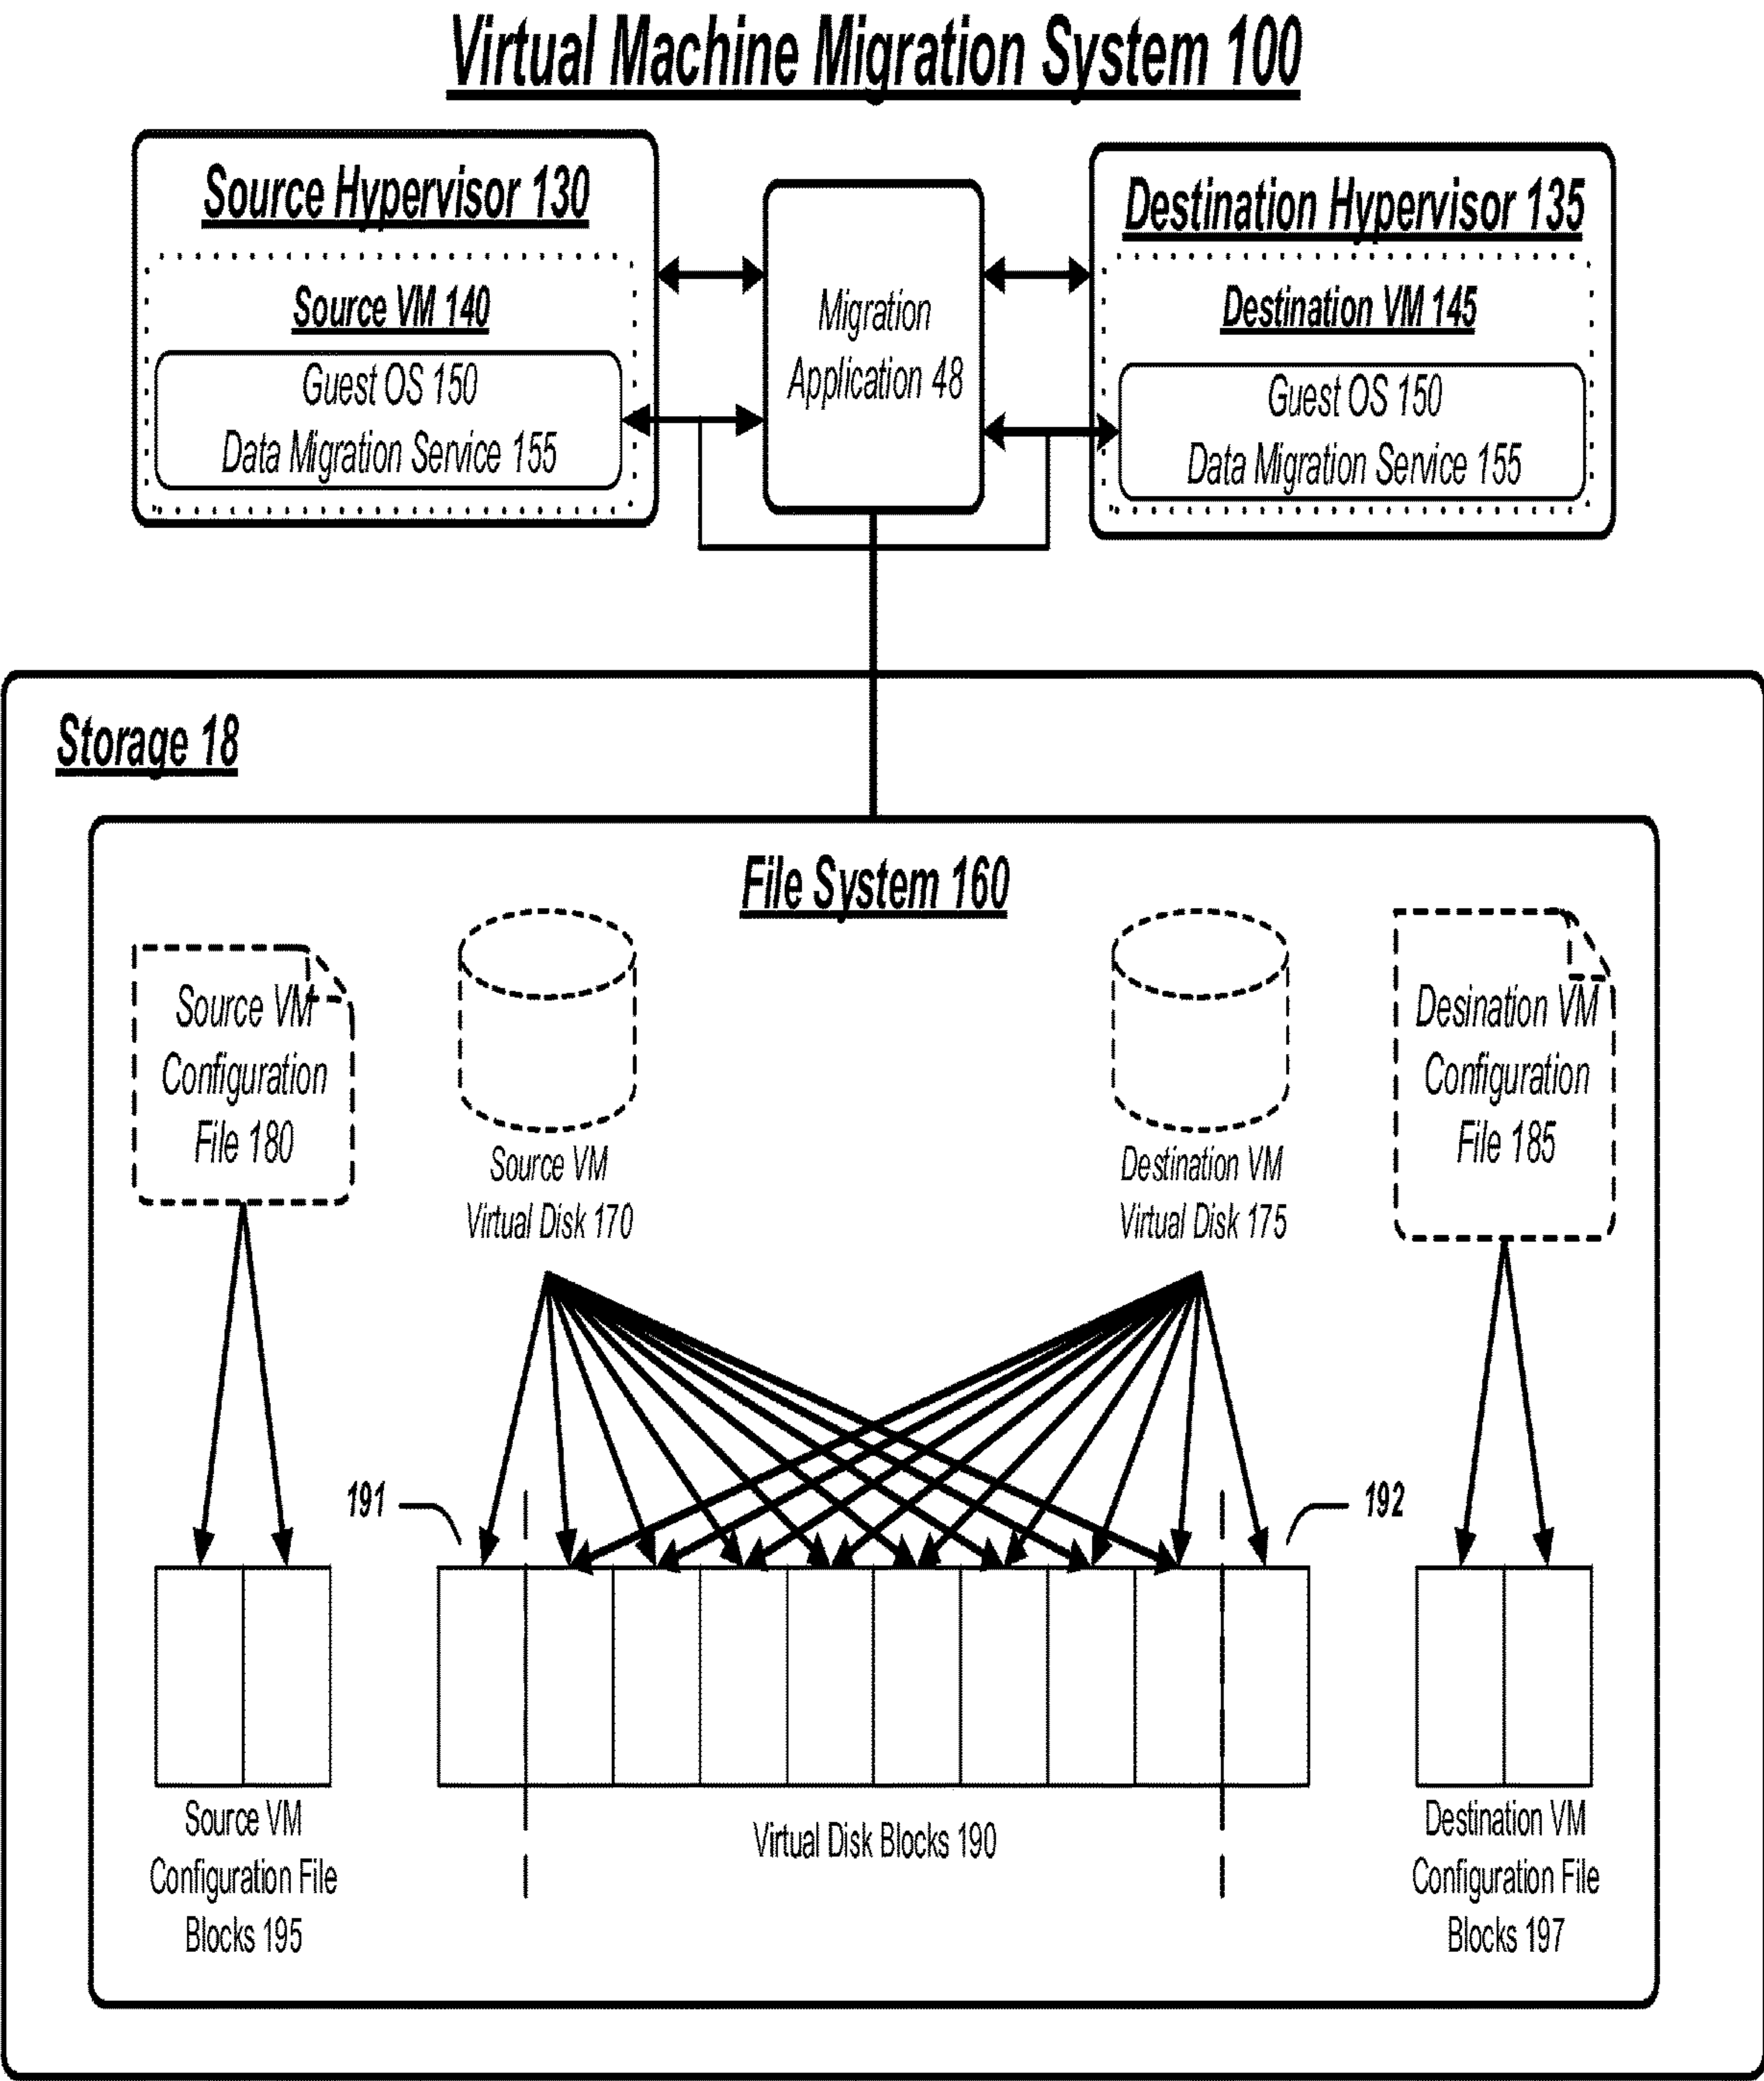 Virtual Machine Migration System 100
Source Hypervisor 130
Source VM 140
Guest OS 150
Data Migration Service 155
Migration
Application 48
Destination Hypervisor 135
Destination VM 145
Guest OS 150
Data Migration Service 155
Storage 18
File System 160
Source VM
Configuration
File 180
Source VM
Virtual Disk 170
Destination VM
Virtual Disk 175
Desination VM
Configuration
File 185
191
192
Source VM
Configuration File
Blocks 195
Virtual Disk Blocks 190
Destination VM
Configuration File
Blocks 197